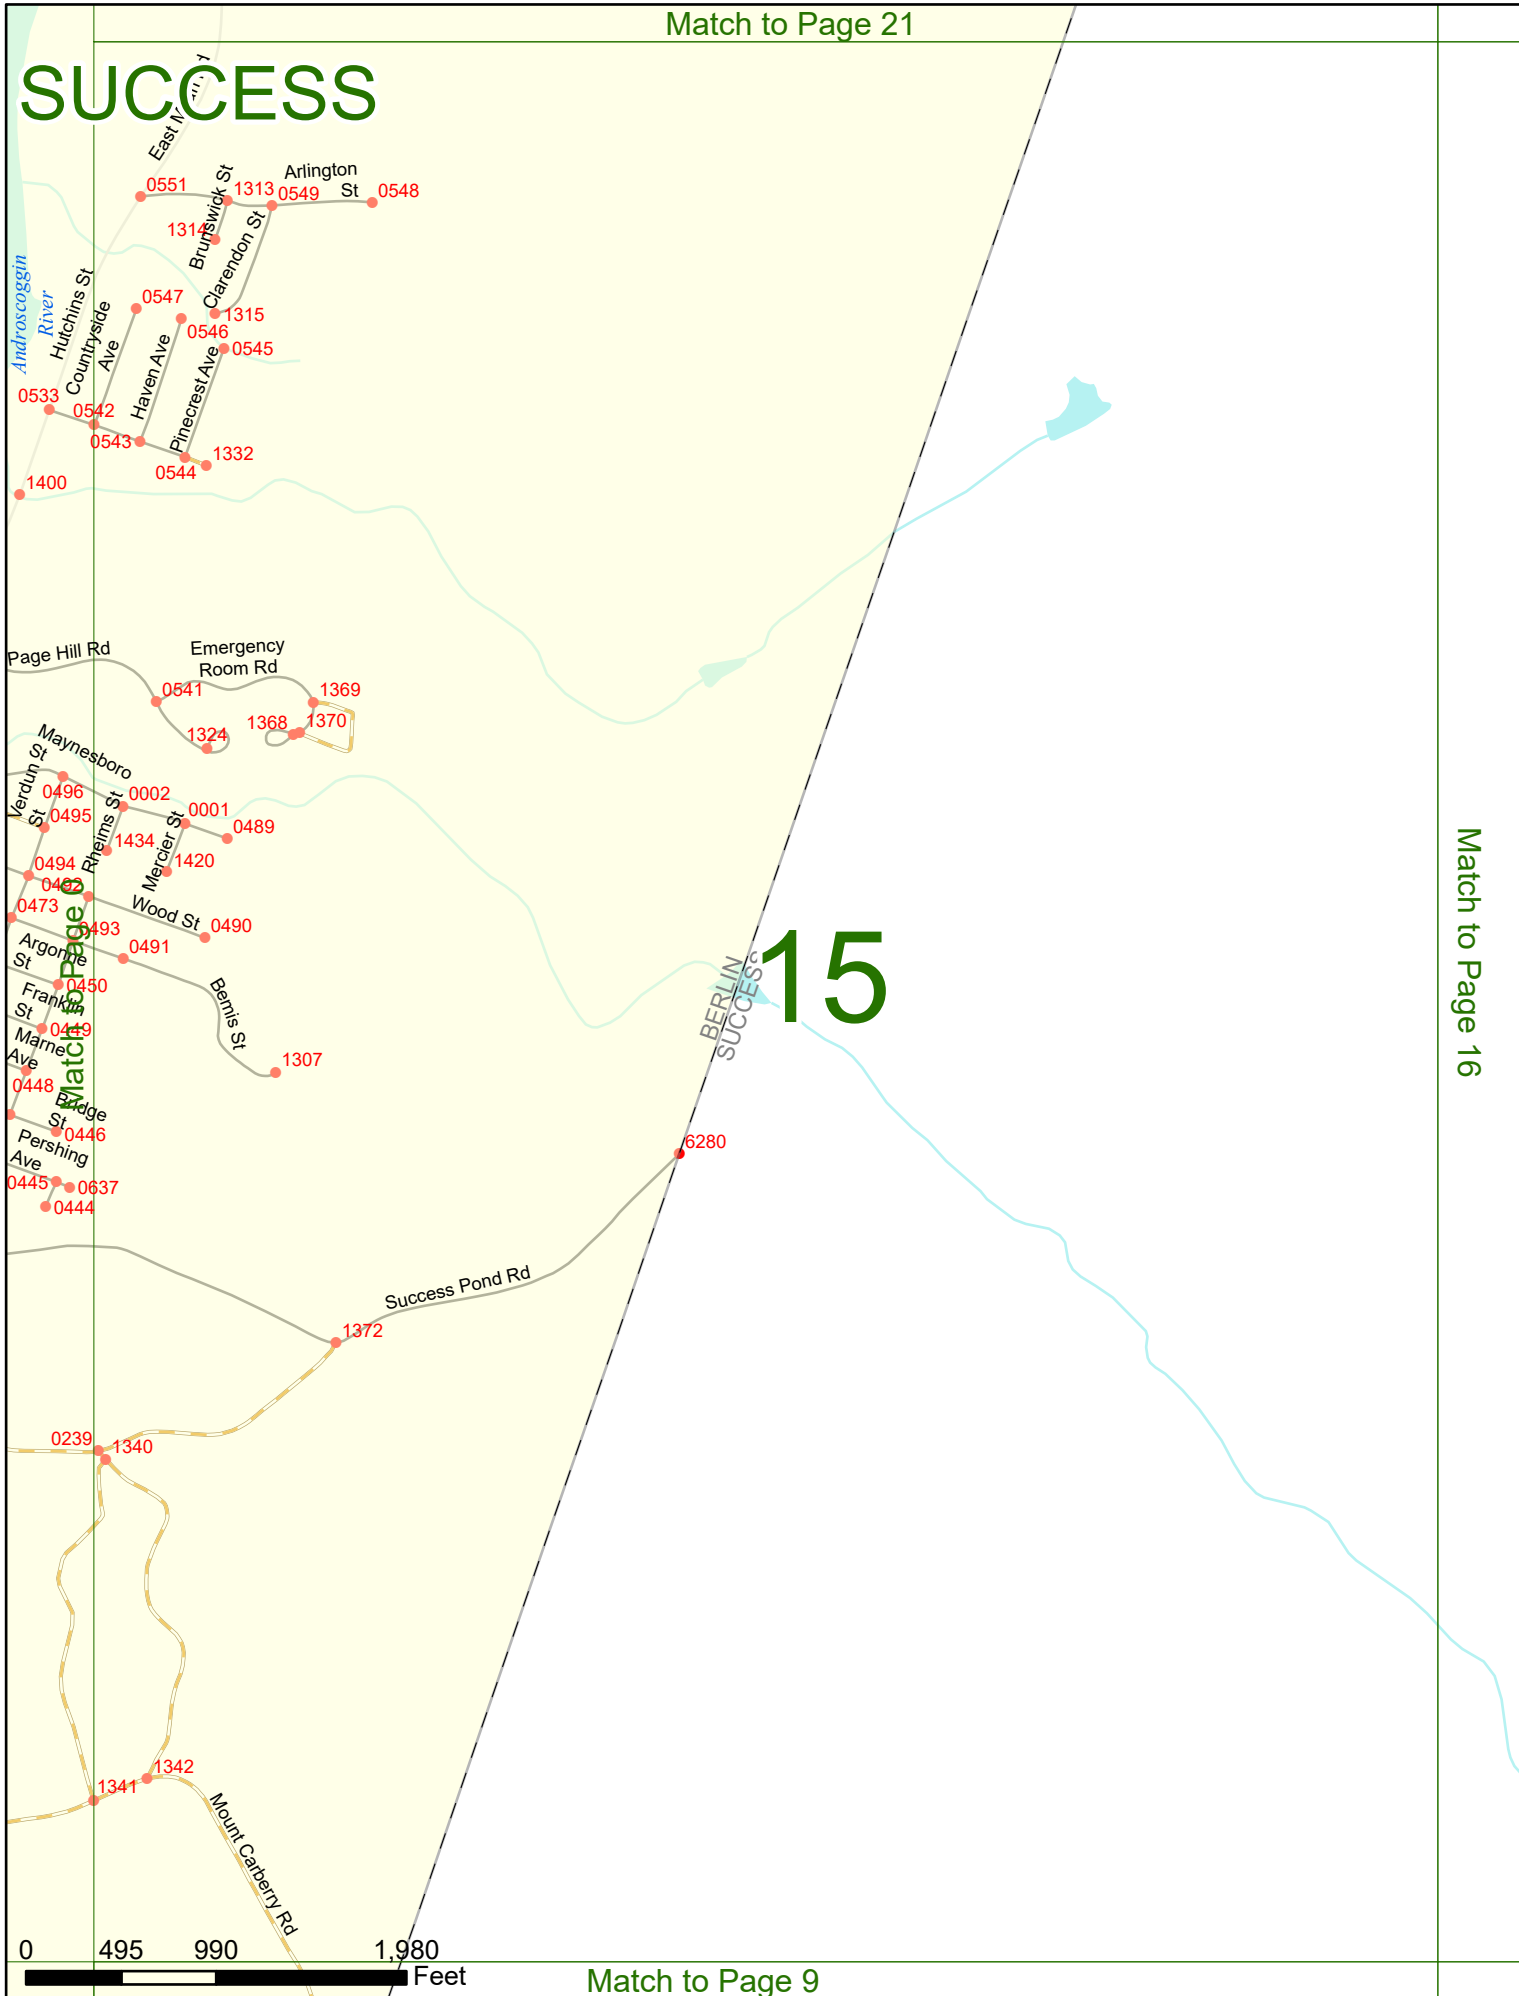 Match to Page 21
SUCCESS
East M
Arlington
St
0551
1313
0549
0548
Brunswick St
1314
Clarendon St
Androscoggin
River
Hutchins St
Countryside
Ave
0547
1315
0546
Haven Ave
0545
Pinecrest Ave
0533
0542
0543
0544
1332
1400
Page Hill Rd
Emergency
Room Rd
0541
1369
1368
1370
1324
Maynesboro
St
Verdun
St
0496
0002
0001
0495
0489
Rheims St
1434
Mercier St
1420
0494
0492
Wood St
0473
0493
0490
0491
Argonne
St
0450
Franklin
St
0449
Marne
Ave
0448
Bemis St
1307
Bridge
St
0446
Pershing
Ave
0445
0637
0444
Match to Page 0
BERLIN
SUCCESS
15
Match to Page 16
6280
Success Pond Rd
1372
0239
1340
1341
1342
Mount Carberry Rd
0 495 990 1,980
Feet
Match to Page 9